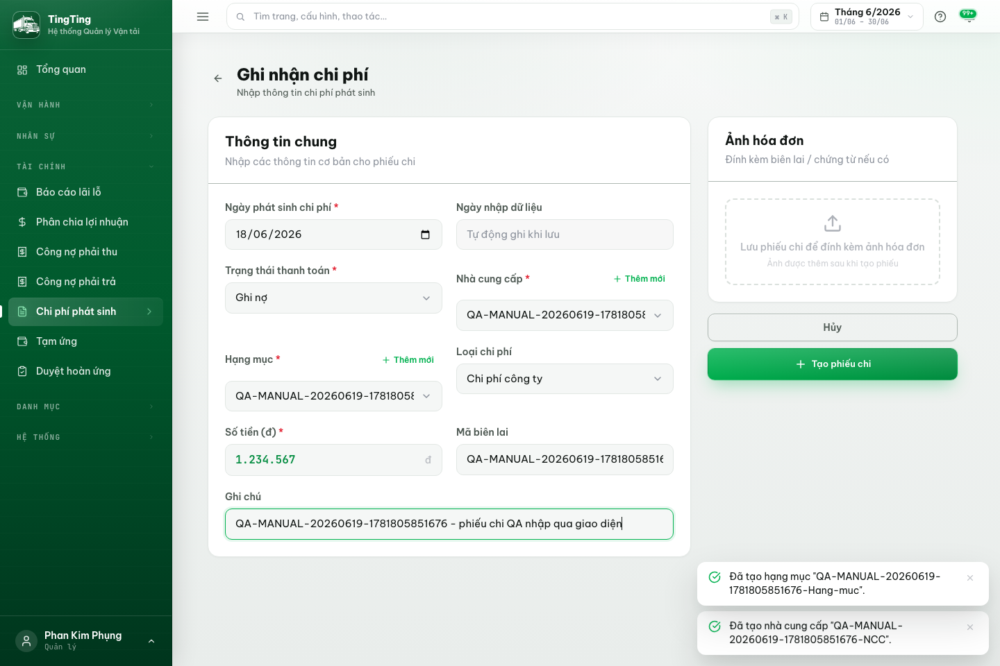 TingTing
Hệ thống Quản lý Vận tải
Tổng quan
VẬN HÀNH
NHÂN SỰ
TÀI CHÍNH
Báo cáo lãi lỗ
Phân chia lợi nhuận
Công nợ phải thu
Công nợ phải trả
Chi phí phát sinh
Tạm ứng
Duyệt hoàn ứng
DANH MỤC
HỆ THỐNG
Phan Kim Phụng
Quản lý
Tìm trang, cấu hình, thao tác...
⌘ K
Tháng 6/2026
01/06 – 30/06
99+
Ghi nhận chi phí
Nhập thông tin chi phí phát sinh
Thông tin chung
Nhập các thông tin cơ bản cho phiếu chi
Ngày phát sinh chi phí *
18/06/2026
Ngày nhập dữ liệu
Tự động ghi khi lưu
Trạng thái thanh toán *
Ghi nợ
Nhà cung cấp *
+ Thêm mới
QA-MANUAL-20260619-17818058
Hạng mục *
+ Thêm mới
QA-MANUAL-20260619-17818058
Loại chi phí
Chi phí công ty
Số tiền (đ) *
1.234.567 đ
Mã biên lai
QA-MANUAL-20260619-17818058516
Ghi chú
QA-MANUAL-20260619-1781805851676 - phiếu chi QA nhập qua giao diện
Ảnh hóa đơn
Đính kèm biên lai / chứng từ nếu có
Lưu phiếu chi để đính kèm ảnh hóa đơn
Ảnh được thêm sau khi tạo phiếu
Hủy
+ Tạo phiếu chi
Đã tạo hạng mục "QA-MANUAL-20260619-
1781805851676-Hang-muc".
Đã tạo nhà cung cấp "QA-MANUAL-
20260619-1781805851676-NCC".